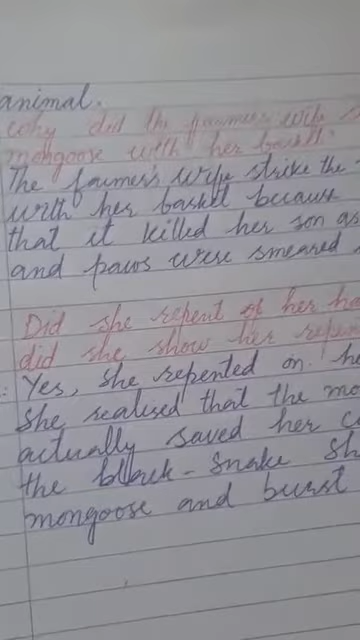 animal.
Why did the farmer's wife
mongoose with her basket.
The farmer's wife strike the
with her basket because
that it killed her son as
and paws were smeared
Did she repent of her
did she show her
Yes, she repented on
She realised that the
actually saved her
the black-snake
mongoose and burst